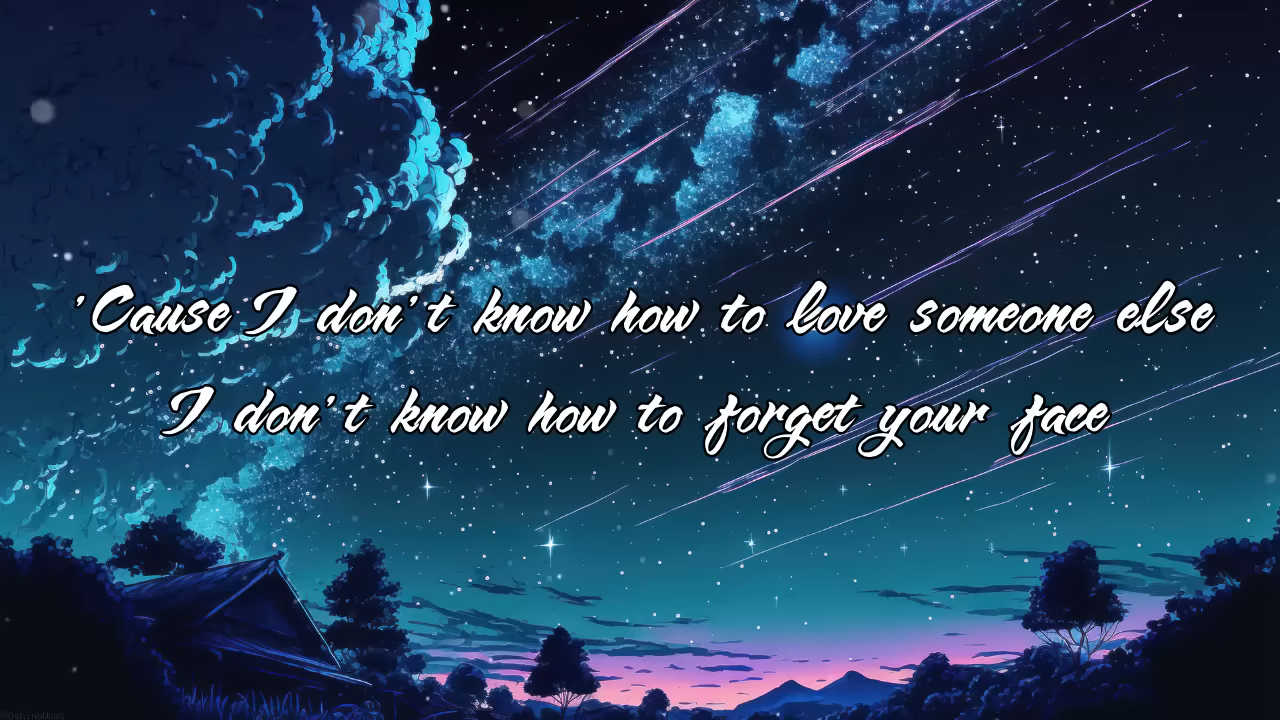 'Cause I don't know how to love someone else
I don't know how to forget your face